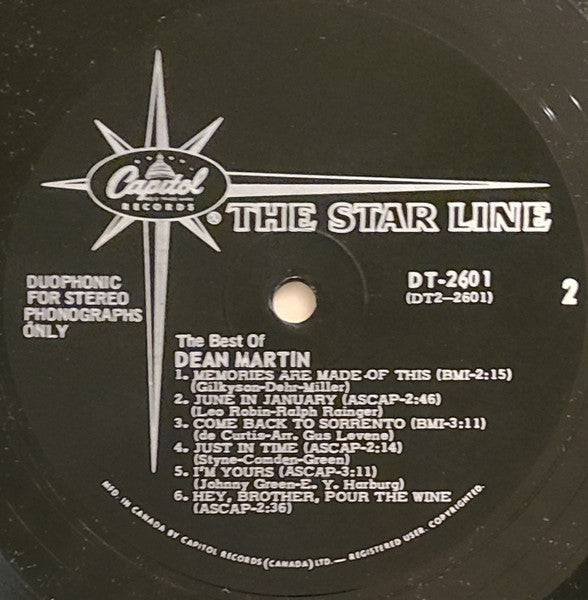 Capitol
RECORDS
®
THE STAR LINE
DUOPHONIC
FOR STEREO
PHONOGRAPHS
ONLY
DT-2601
(DT2-2601)
2
The Best Of
DEAN MARTIN
1. MEMORIES ARE MADE OF THIS (BMI-2:15)
(Gilkyson-Dehr-Miller)
2. JUNE IN JANUARY (ASCAP-2:46)
(Leo Robin-Ralph Rainger)
3. COME BACK TO SORRENTO (BMI-3:11)
(de Curtis-Arr. Gus Levene)
4. JUST IN TIME (ASCAP-2:14)
(Styne-Comden-Green)
5. I'M YOURS (ASCAP-3:11)
(Johnny Green-E. Y. Harburg)
6. HEY, BROTHER, POUR THE WINE
(ASCAP-2:36)
MFD. IN CANADA BY CAPITOL RECORDS (CANADA) LTD.— REGISTERED USER. COPYRIGHTED.